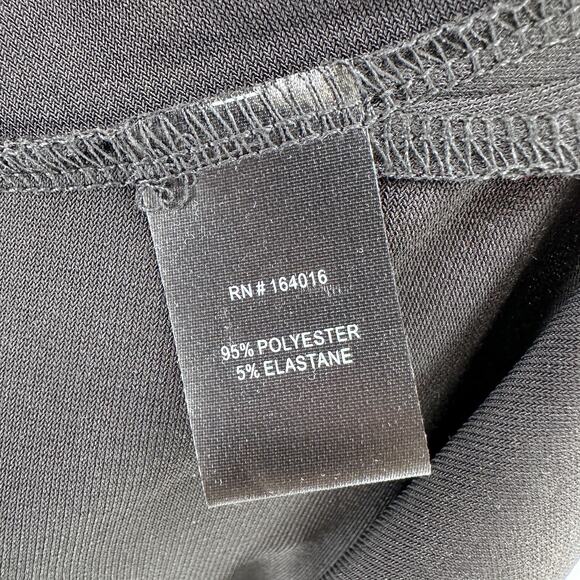 RN # 164016
95% POLYESTER
5% ELASTANE